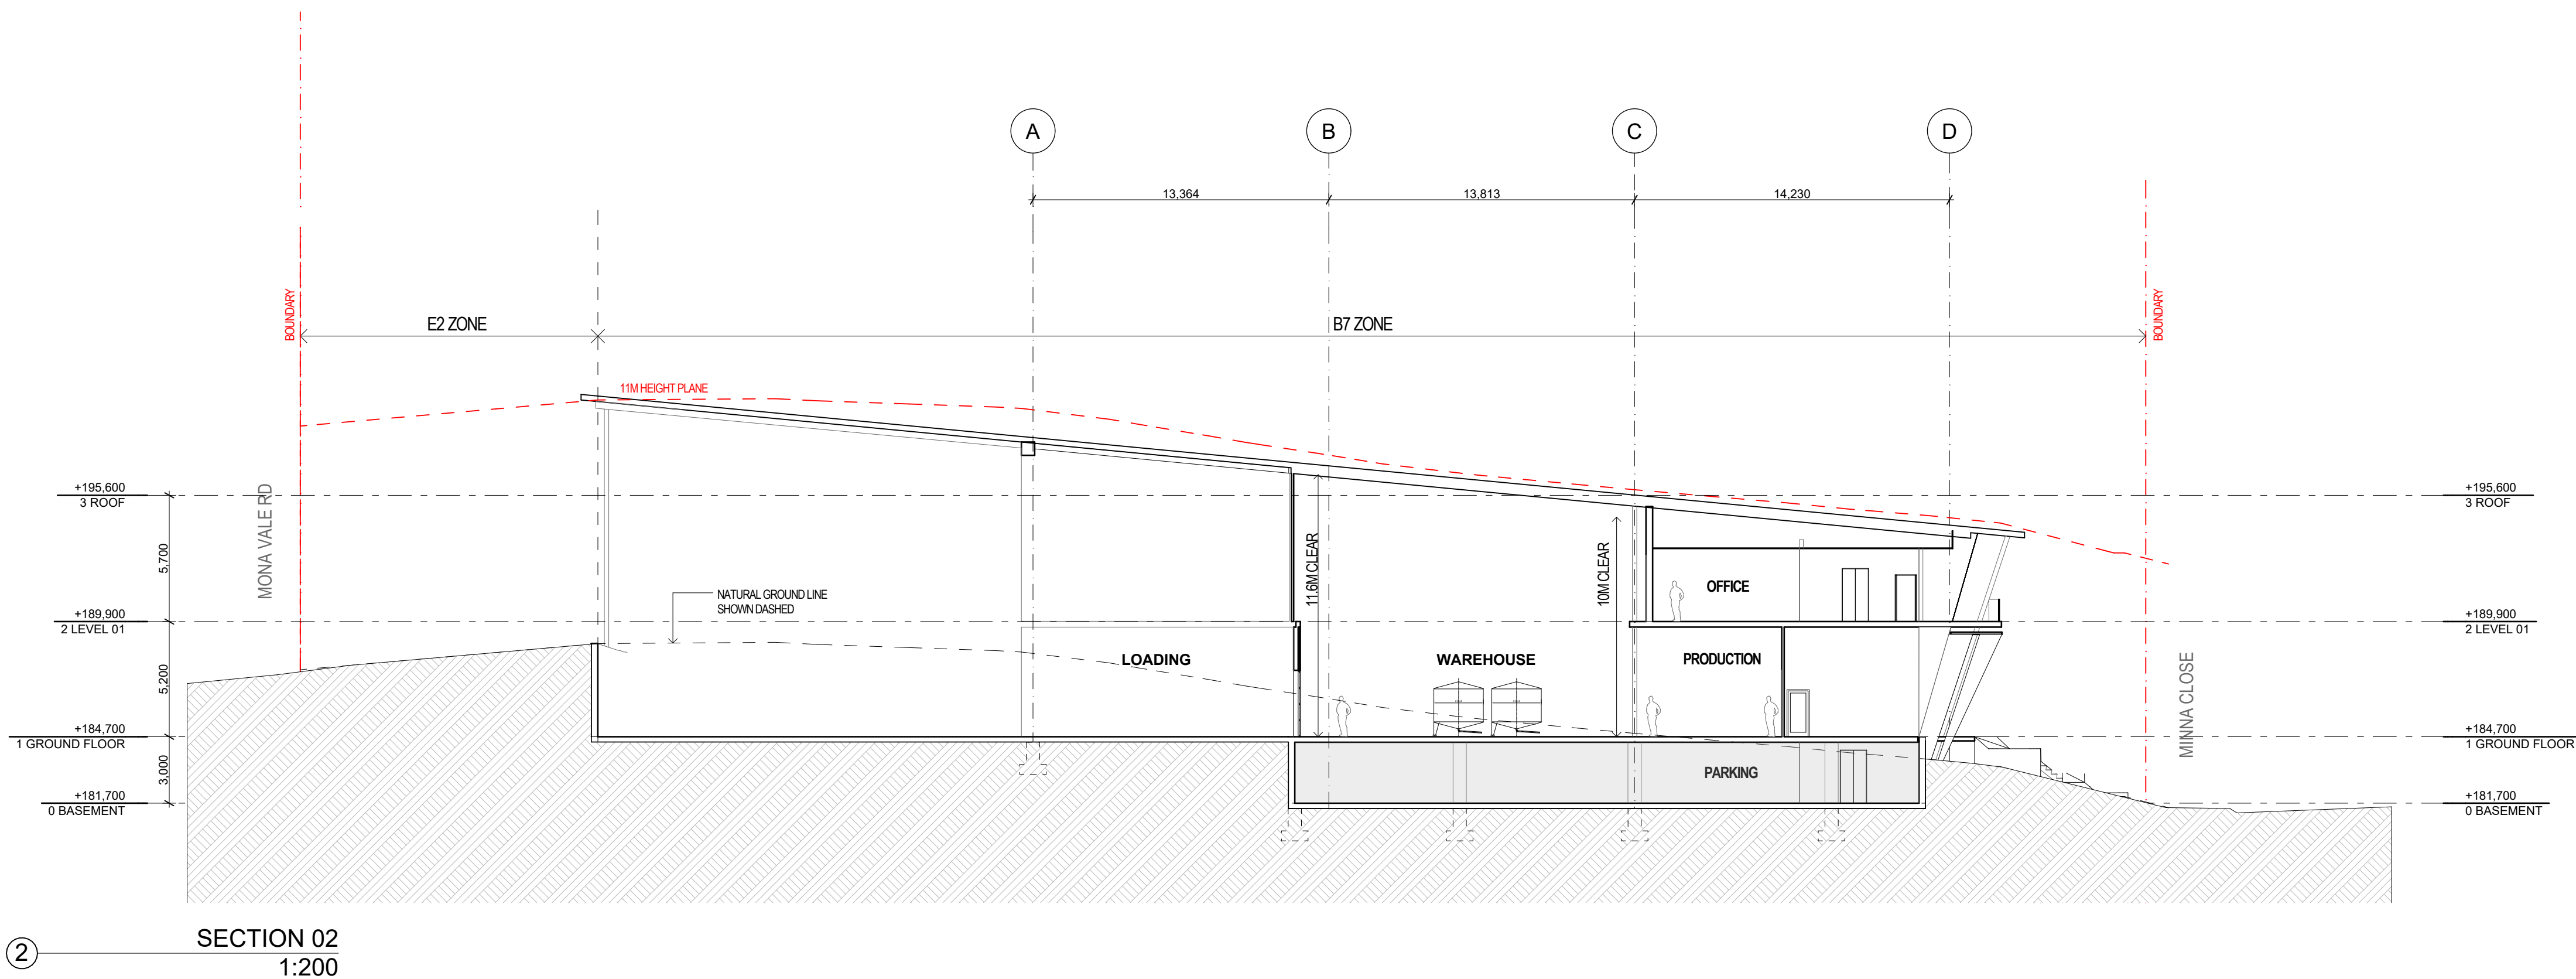 A
B
C
D
13,364
13,813
14,230
BOUNDARY
E2 ZONE
B7 ZONE
BOUNDARY
11M HEIGHT PLANE
MONA VALE RD
+195,600
3 ROOF
5,700
+189,900
2 LEVEL 01
5,200
+184,700
1 GROUND FLOOR
3,000
+181,700
0 BASEMENT
NATURAL GROUND LINE
SHOWN DASHED
LOADING
11.6M CLEAR
WAREHOUSE
10M CLEAR
OFFICE
PRODUCTION
PARKING
MINNA CLOSE
+195,600
3 ROOF
+189,900
2 LEVEL 01
+184,700
1 GROUND FLOOR
+181,700
0 BASEMENT
2
SECTION 02
1:200